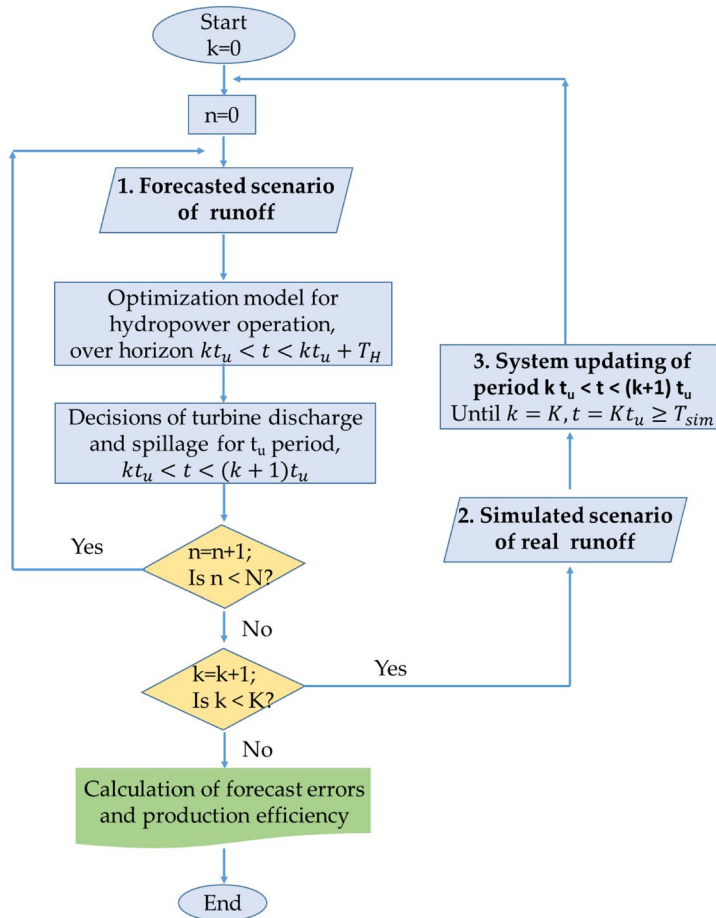 Start
k=0
n=0
1. Forecasted scenario
of runoff
Optimization model for
hydropower operation,
over horizon $kt_u < t < kt_u + T_H$
Decisions of turbine discharge
and spillage for t_u period,
$kt_u < t < (k + 1)t_u$
Yes
n=n+1;
Is n < N?
No
k=k+1;
Is k < K?
Yes
2. Simulated scenario
of real runoff
3. System updating of
period k t_u < t < (k+1) t_u
Until $k = K, t = Kt_u ≥ T_{sim}$
No
Calculation of forecast errors
and production efficiency
End